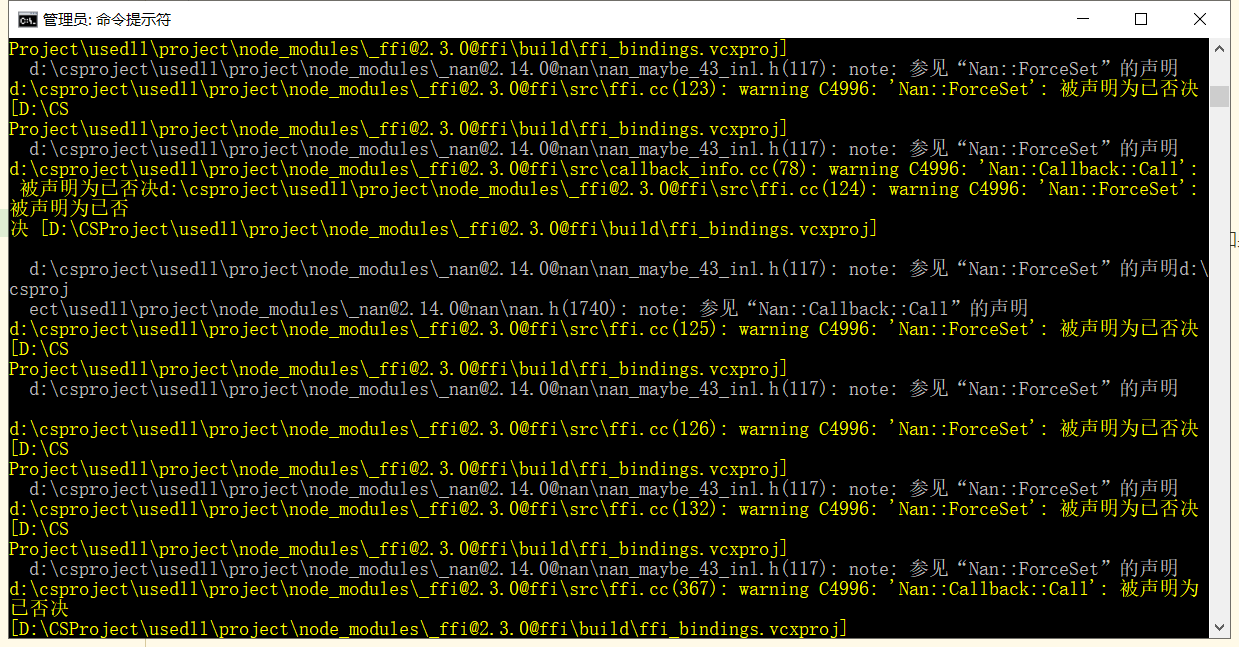 管理员: 命令提示符
Project\usedll\project\node_modules\_ffi@2.3.0@ffi\build\ffi_bindings.vcxproj]
d:\csproject\usedll\project\node_modules\_nan@2.14.0@nan\nan_maybe_43_inl.h(117): note: 参见“Nan::ForceSet”的声明
d:\csproject\usedll\project\node_modules\_ffi@2.3.0@ffi\src\ffi.cc(123): warning C4996: 'Nan::ForceSet': 被声明为已否决
[D:\CS
Project\usedll\project\node_modules\_ffi@2.3.0@ffi\build\ffi_bindings.vcxproj]
d:\csproject\usedll\project\node_modules\_nan@2.14.0@nan\nan_maybe_43_inl.h(117): note: 参见“Nan::ForceSet”的声明
d:\csproject\usedll\project\node_modules\_ffi@2.3.0@ffi\src\callback_info.cc(78): warning C4996: 'Nan::Callback::Call':
被声明为已否决d:\csproject\usedll\project\node_modules\_ffi@2.3.0@ffi\src\ffi.cc(124): warning C4996: 'Nan::ForceSet':
被声明为已否
决 [D:\CSProject\usedll\project\node_modules\_ffi@2.3.0@ffi\build\ffi_bindings.vcxproj]
d:\csproject\usedll\project\node_modules\_nan@2.14.0@nan\nan_maybe_43_inl.h(117): note: 参见“Nan::ForceSet”的声明d:\
csproj
ect\usedll\project\node_modules\_nan@2.14.0@nan\nan.h(1740): note: 参见“Nan::Callback::Call”的声明
d:\csproject\usedll\project\node_modules\_ffi@2.3.0@ffi\src\ffi.cc(125): warning C4996: 'Nan::ForceSet': 被声明为已否决
[D:\CS
Project\usedll\project\node_modules\_ffi@2.3.0@ffi\build\ffi_bindings.vcxproj]
d:\csproject\usedll\project\node_modules\_nan@2.14.0@nan\nan_maybe_43_inl.h(117): note: 参见“Nan::ForceSet”的声明
d:\csproject\usedll\project\node_modules\_ffi@2.3.0@ffi\src\ffi.cc(126): warning C4996: 'Nan::ForceSet': 被声明为已否决
[D:\CS
Project\usedll\project\node_modules\_ffi@2.3.0@ffi\build\ffi_bindings.vcxproj]
d:\csproject\usedll\project\node_modules\_nan@2.14.0@nan\nan_maybe_43_inl.h(117): note: 参见“Nan::ForceSet”的声明
d:\csproject\usedll\project\node_modules\_ffi@2.3.0@ffi\src\ffi.cc(132): warning C4996: 'Nan::ForceSet': 被声明为已否决
[D:\CS
Project\usedll\project\node_modules\_ffi@2.3.0@ffi\build\ffi_bindings.vcxproj]
d:\csproject\usedll\project\node_modules\_nan@2.14.0@nan\nan_maybe_43_inl.h(117): note: 参见“Nan::ForceSet”的声明
d:\csproject\usedll\project\node_modules\_ffi@2.3.0@ffi\src\ffi.cc(367): warning C4996: 'Nan::Callback::Call': 被声明为
已否决
[D:\CSProject\usedll\project\node_modules\_ffi@2.3.0@ffi\build\ffi_bindings.vcxproj]